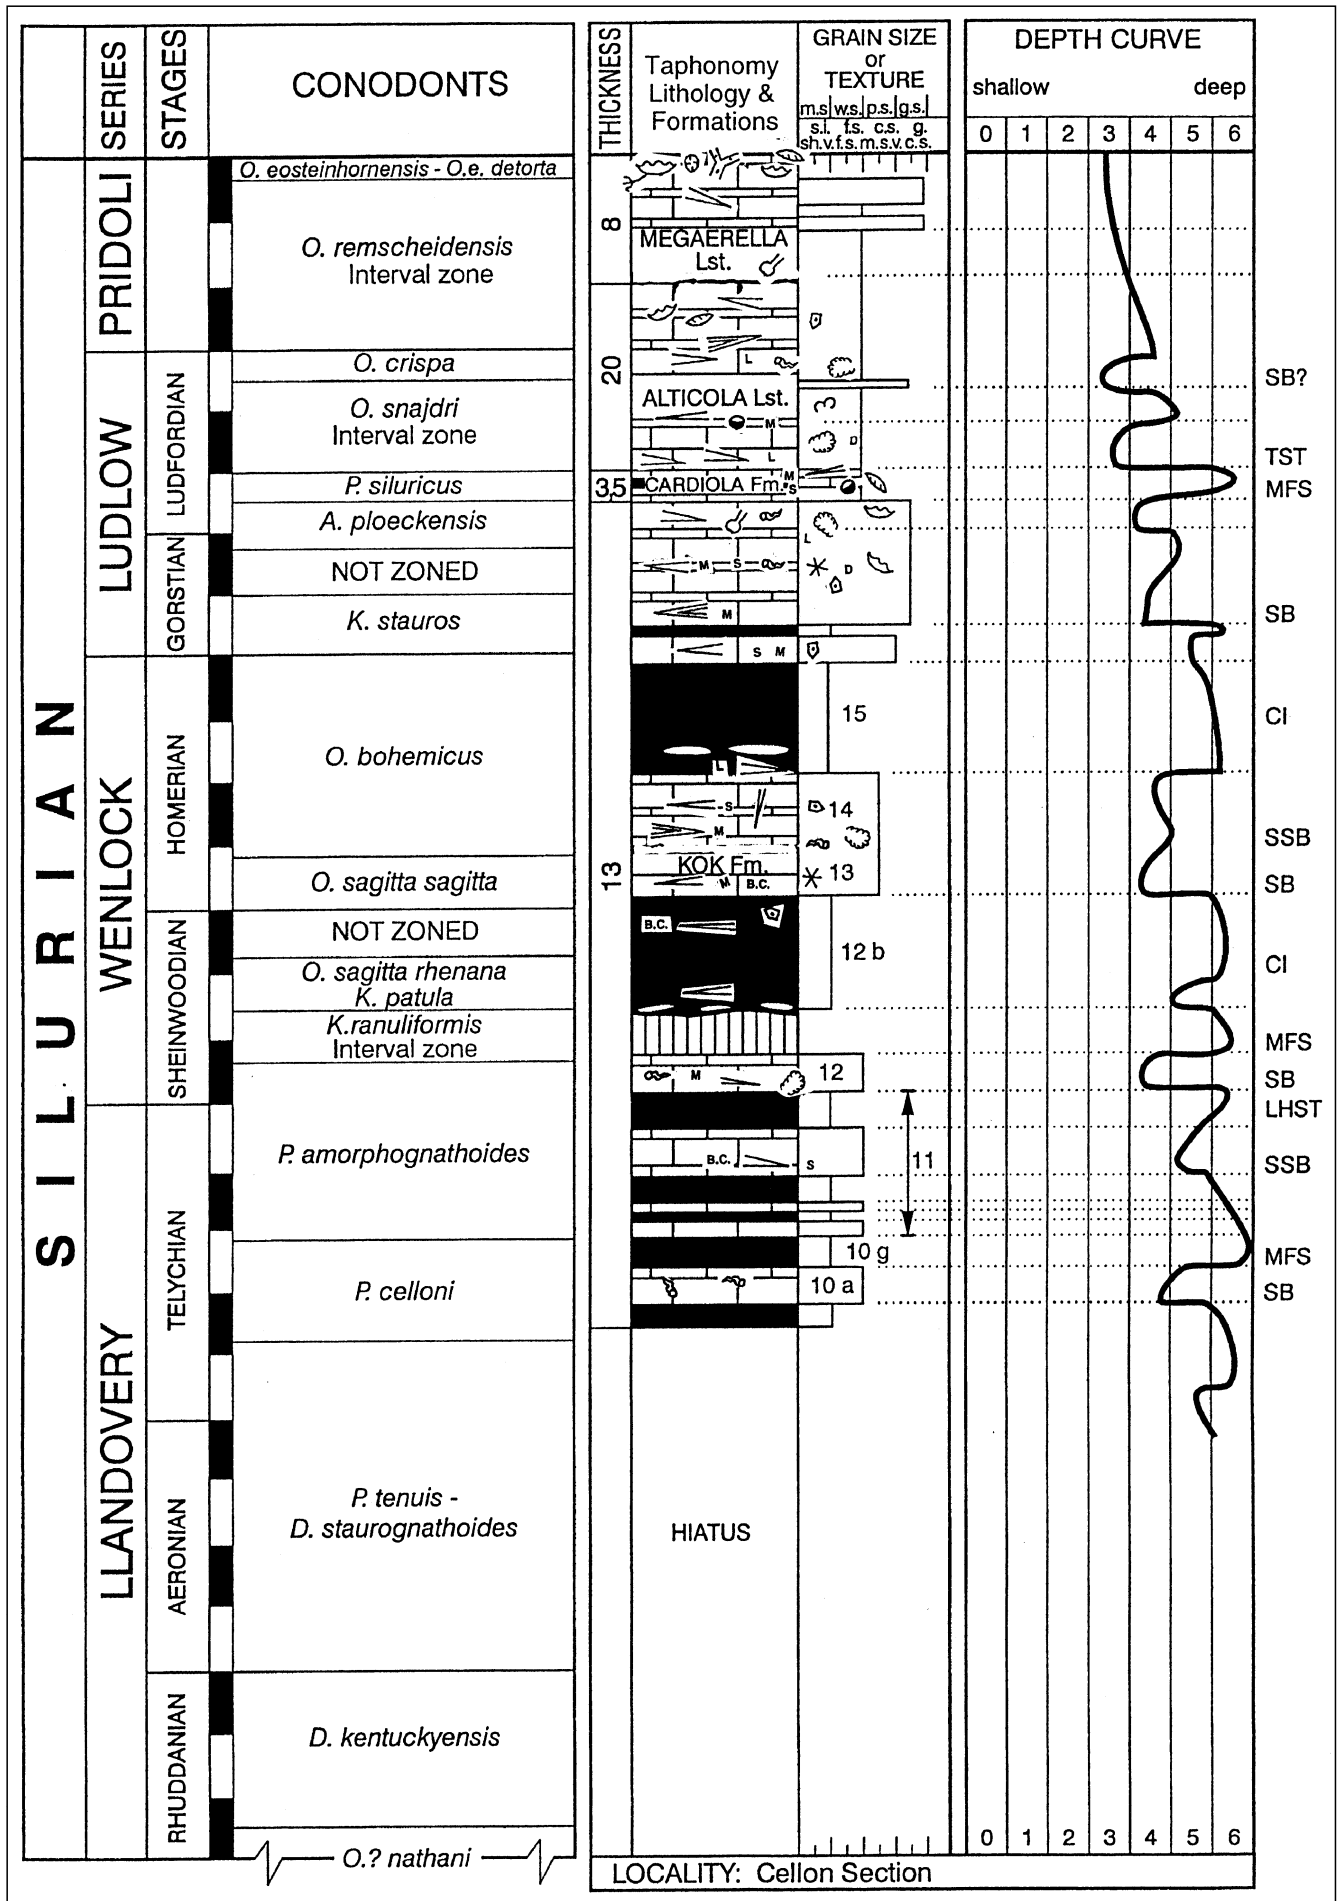 SERIES
STAGES
CONODONTS
THICKNESS
Taphonomy
Lithology &
Formations
GRAIN SIZE
or
TEXTURE
m.s w.s. p.s. g.s.
s.i. f.s. c.s. g.
sh.v.f.s.m.s.v.c.s.
DEPTH CURVE
shallow deep
0 1 2 3 4 5 6
SILURIAN
PRIDOLI
LUDLOW
WENLOCK
LLANDOVERY
LUDFORDIAN
GORSTIAN
HOMERIAN
SHEINWOODIAN
TELYCHIAN
AERONIAN
RHUDDANIAN
O. eosteinhornensis - O.e. detorta
O. remscheidensis
Interval zone
O. crispa
O. snajdri
Interval zone
P. siluricus
A. ploeckensis
NOT ZONED
K. stauros
O. bohemicus
O. sagitta sagitta
NOT ZONED
O. sagitta rhenana
K. patula
K.ranuliformis
Interval zone
P. amorphognathoides
P. celloni
P. tenuis -
D. staurognathoides
D. kentuckyensis
O.? nathani
8
20
3,5
13
MEGAERELLA
Lst.
L
ALTICOLA Lst.
M
L
M
CARDIOLA Fm.
S
L
M S D
M
S M
L
S
M
KOK Fm.
M B.C.
B.C.
M
B.C. S
HIATUS
15
14
13
12 b
12
11
10 g
10 a
SB?
TST
MFS
SB
CI
SSB
SB
CI
MFS
SB
LHST
SSB
MFS
SB
0 1 2 3 4 5 6
LOCALITY: Cellon Section